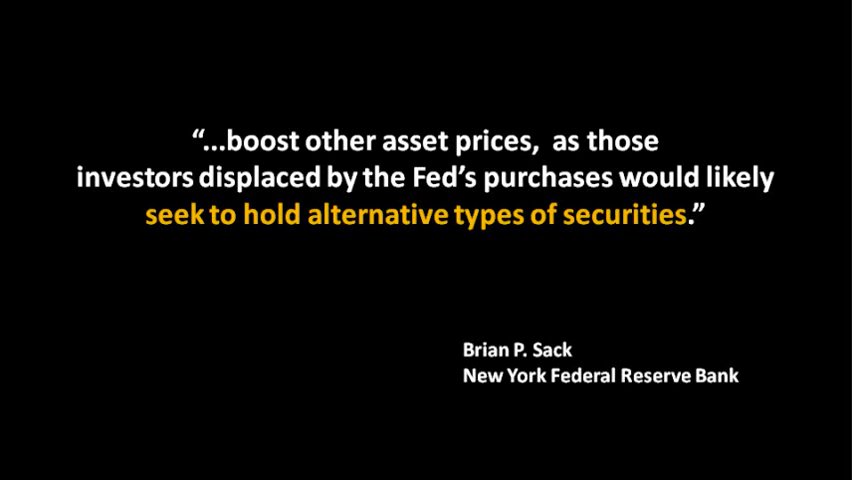 “...boost other asset prices,  as those
investors displaced by the Fed’s purchases would likely
seek to hold alternative types of securities.”
Brian P. Sack
New York Federal Reserve Bank